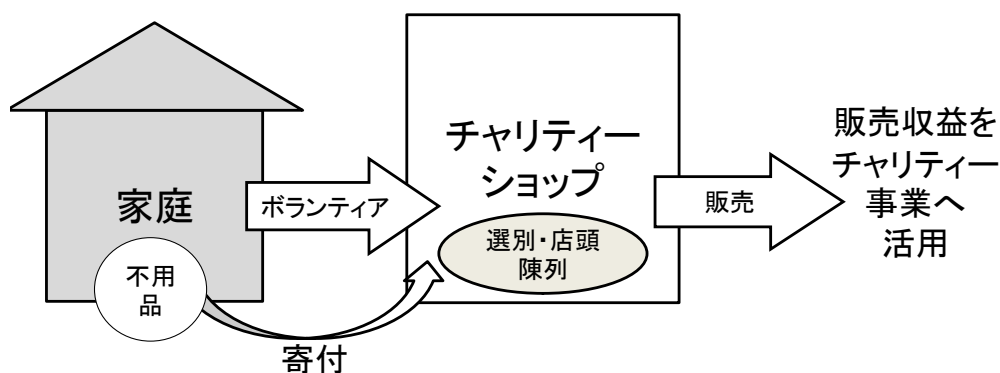 家庭
不用
品
ボランティア
寄付
チャリティー
ショップ
選別・店頭
陳列
販売
販売収益を
チャリティー
事業へ
活用